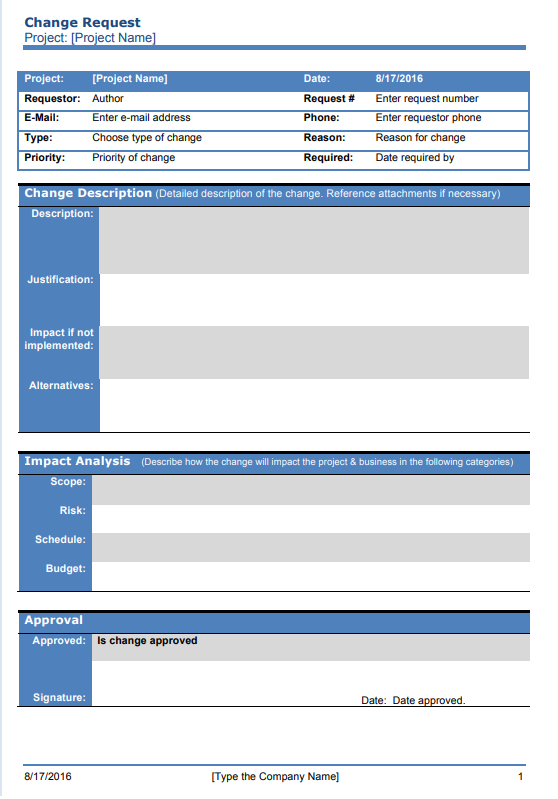 Change Request
Project: [Project Name]
Project: [Project Name] Date: 8/17/2016
Requestor: Author Request # Enter request number
E-Mail: Enter e-mail address Phone: Enter requestor phone
Type: Choose type of change Reason: Reason for change
Priority: Priority of change Required: Date required by
Change Description (Detailed description of the change. Reference attachments if necessary)
Description:
Justification:
Impact if not
implemented:
Alternatives:
Impact Analysis (Describe how the change will impact the project & business in the following categories)
Scope:
Risk:
Schedule:
Budget:
Approval
Approved: Is change approved
Signature: Date: Date approved.
8/17/2016 [Type the Company Name] 1